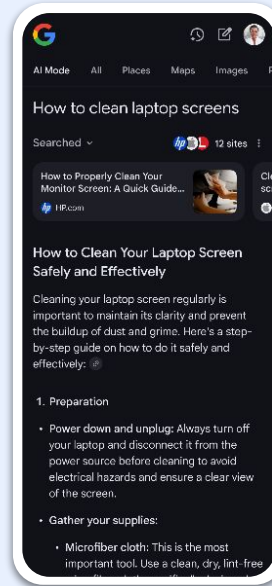 G
AI Mode All Places Maps Images
How to clean laptop screens
Searched 12 sites
How to Properly Clean Your
Monitor Screen: A Quick Guide...
hp HP.com
How to Clean Your Laptop Screen
Safely and Effectively
Cleaning your laptop screen regularly is
important to maintain its clarity and prevent
the buildup of dust and grime. Here's a step-
by-step guide on how to do it safely and
effectively:
1. Preparation
• Power down and unplug: Always turn off
your laptop and disconnect it from the
power source before cleaning to avoid
electrical hazards and ensure a clear view
of the screen.
• Gather your supplies:
• Microfiber cloth: This is the most
important tool. Use a clean, dry, lint-free